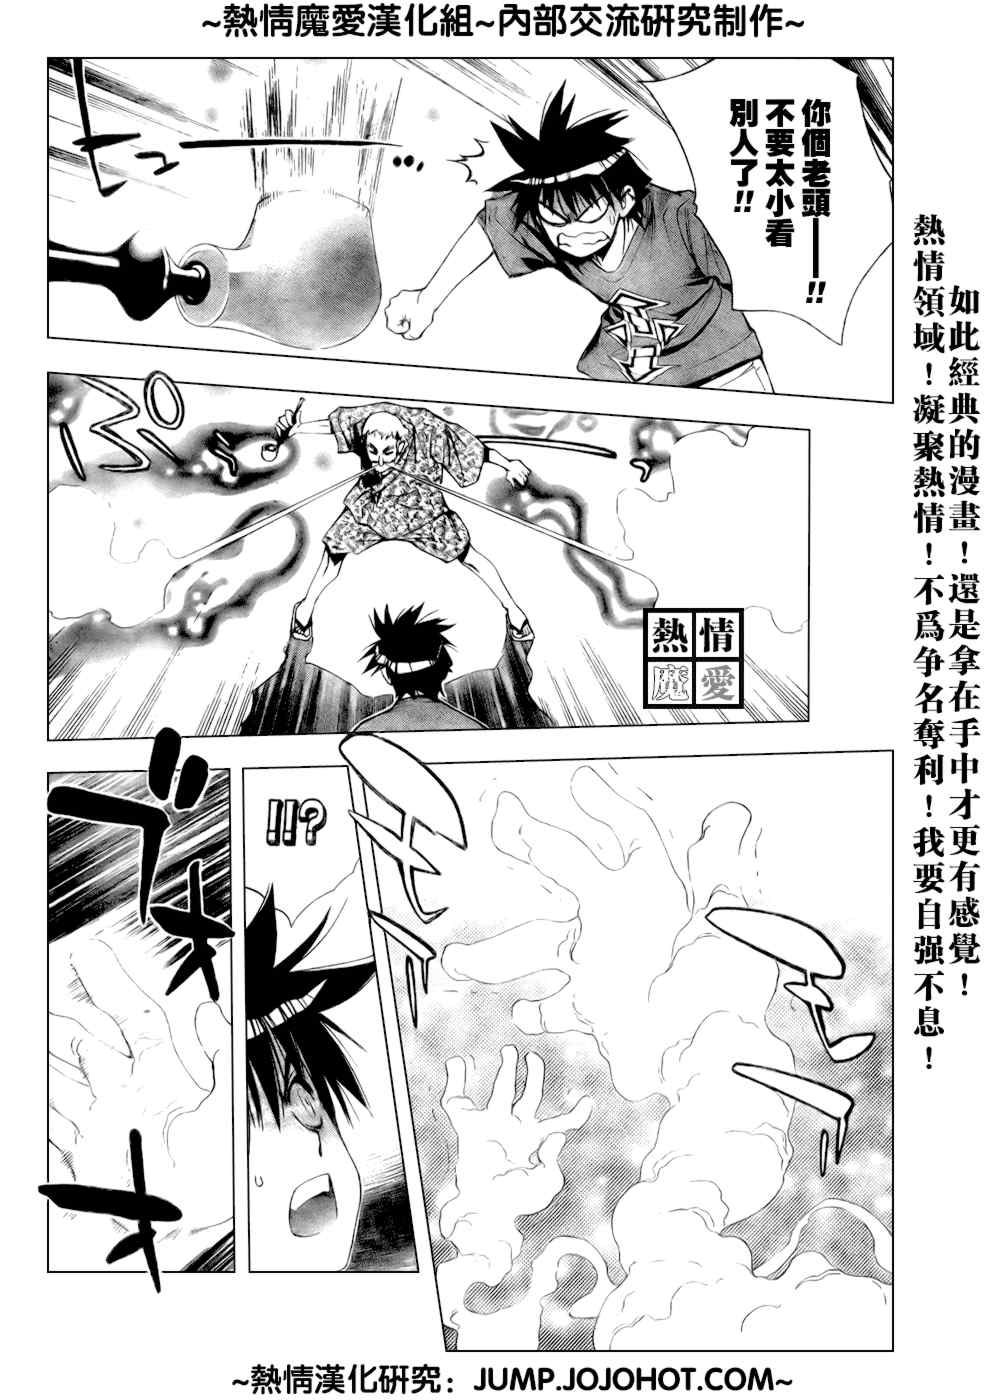 ~熱情魔愛漢化組~內部交流研究制作~
你個老頭——!!
不要太小看
別人了!!
如此經典的漫畫！還是拿在手中才更有感覺！
熱情領域！凝聚熱情！不爲争名奪利！我要自强不息！
熱情
魔愛
!!?
~熱情漢化研究：JUMP.JOJOHOT.COM~